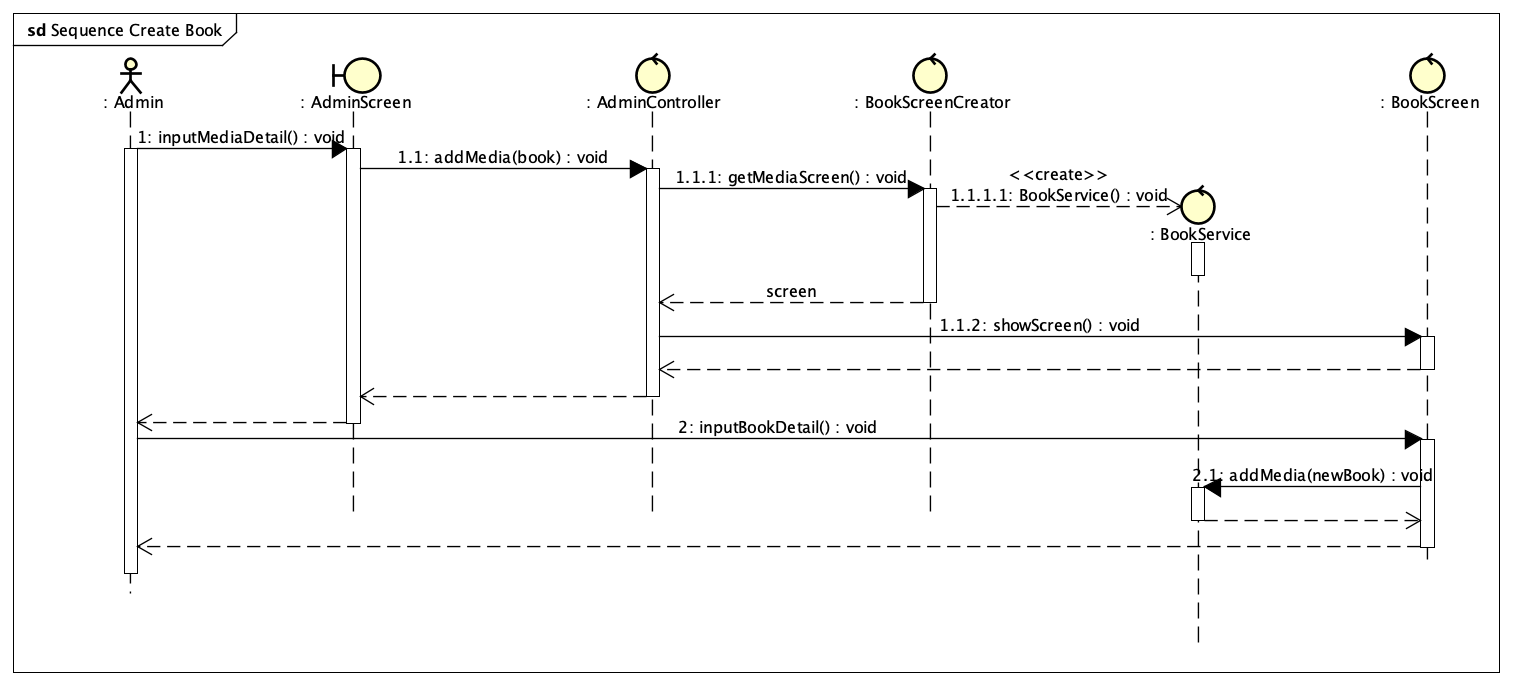 sd Sequence Create Book
: Admin
: AdminScreen
: AdminController
: BookScreenCreator
: BookScreen
1: inputMediaDetail() : void
1.1: addMedia(book) : void
1.1.1: getMediaScreen() : void
<<create>>
1.1.1.1: BookService() : void
: BookService
screen
1.1.2: showScreen() : void
2: inputBookDetail() : void
2.1: addMedia(newBook) : void